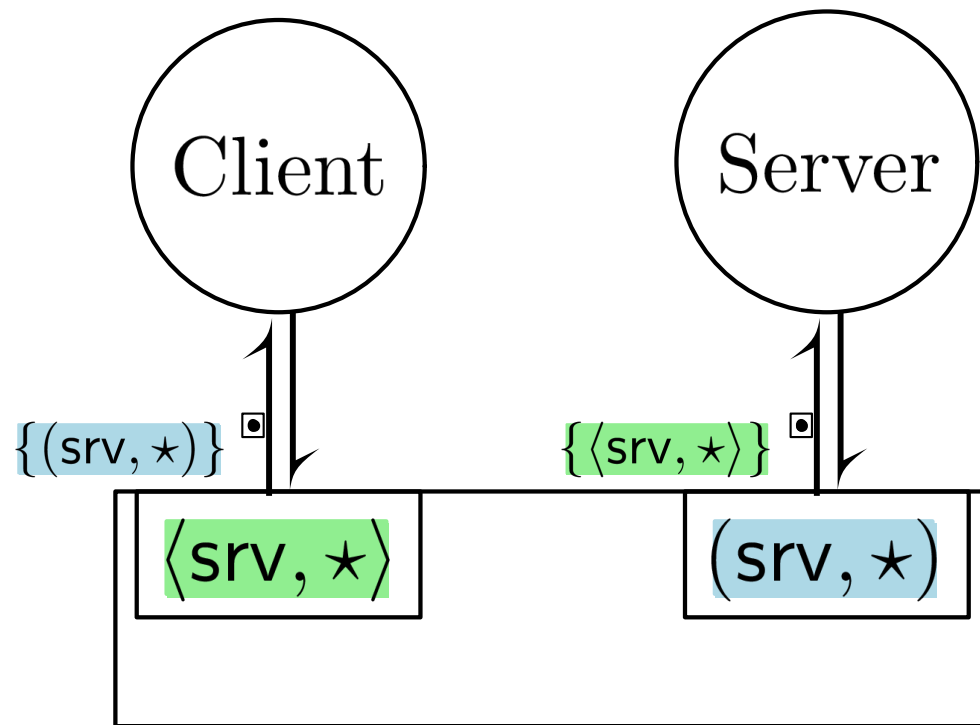 Client
Server
{(srv, ⋆)}
{⟨srv, ⋆⟩}
⟨srv, ⋆⟩
(srv, ⋆)